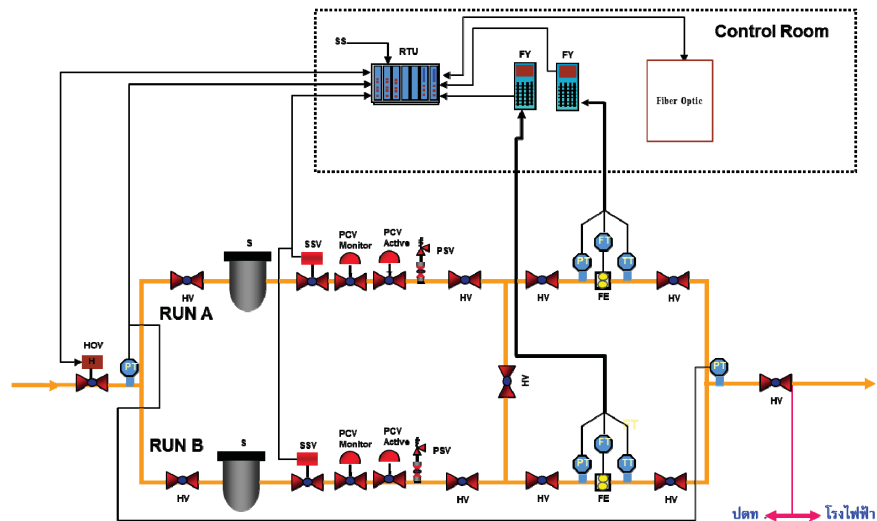 Control Room
SS
RTU
FY
FY
Fiber Optic
S
SSV
PCV
Monitor
PCV
Active
PSV
FT
PT
TT
HV
RUN A
HV
HV
FE
HV
HOV
H
PT
HV
PT
HV
RUN B
S
SSV
PCV
Monitor
PCV
Active
PSV
TT
FT
PT
TT
HV
HV
HV
FE
HV
ปตท
โรงไฟฟ้า